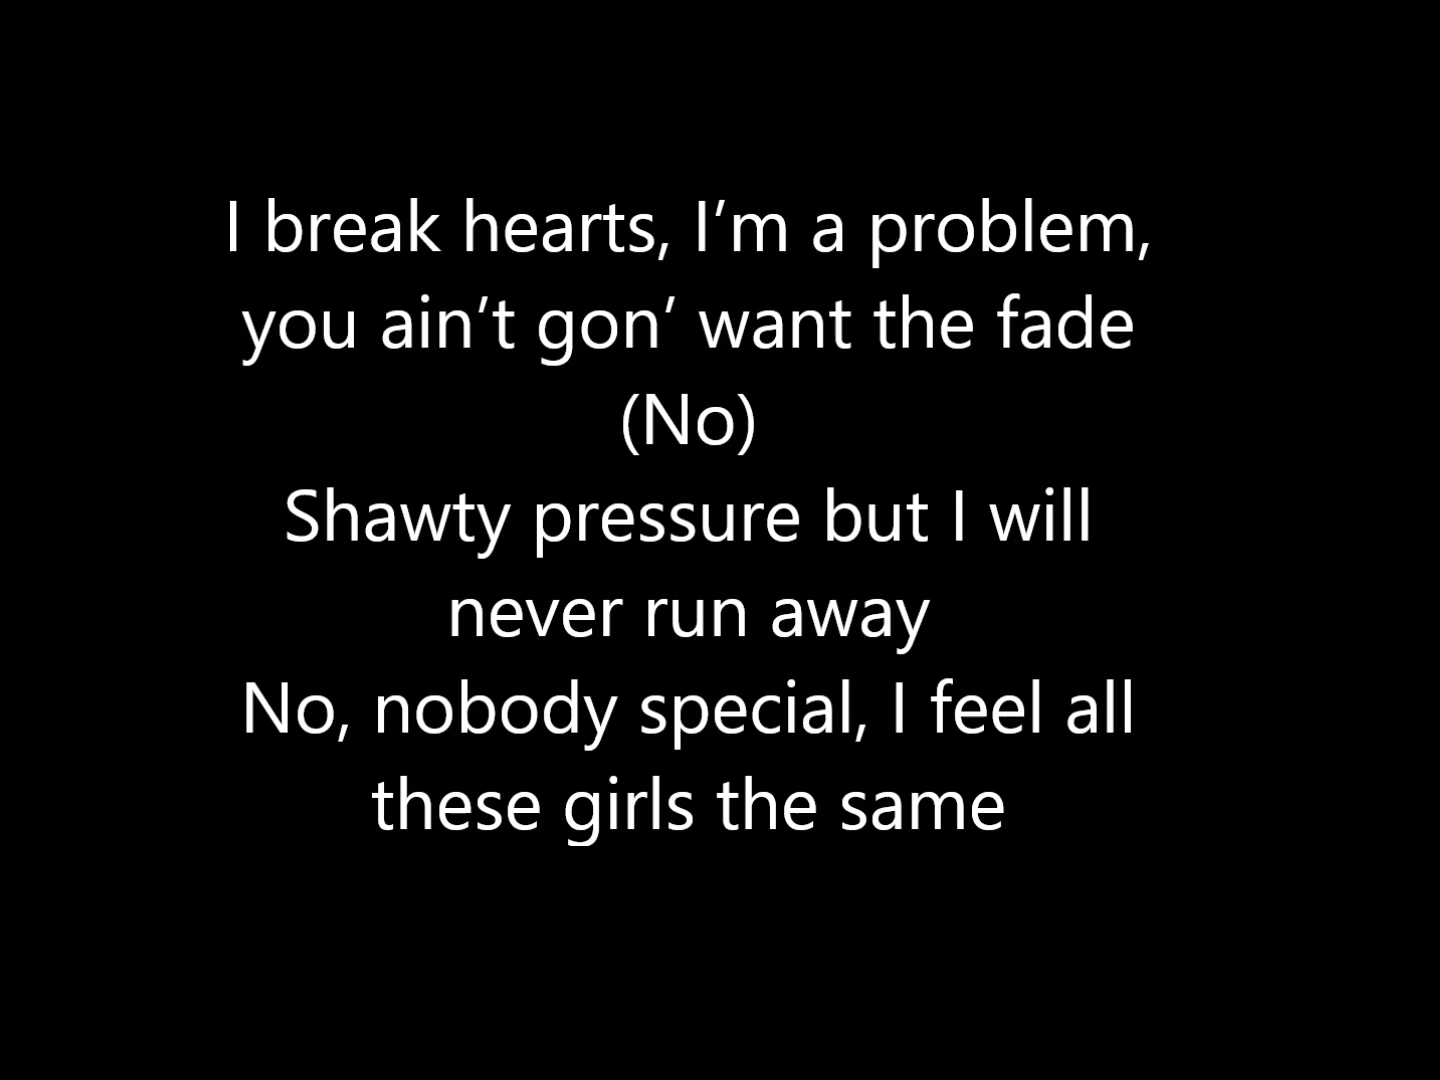 I break hearts, I’m a problem,
you ain’t gon’ want the fade
(No)
Shawty pressure but I will
never run away
No, nobody special, I feel all
these girls the same